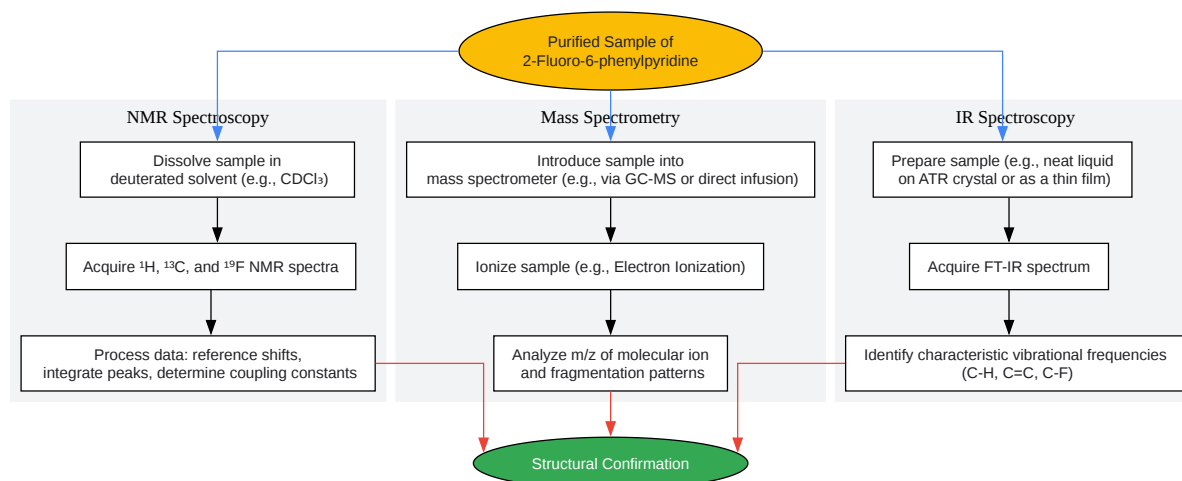 Purified Sample of
2-Fluoro-6-phenylpyridine
NMR Spectroscopy
Dissolve sample in
deuterated solvent (e.g., CDCl₃)
Acquire ¹H, ¹³C, and ¹⁹F NMR spectra
Process data: reference shifts,
integrate peaks, determine coupling constants
Mass Spectrometry
Introduce sample into
mass spectrometer (e.g., via GC-MS or direct infusion)
Ionize sample (e.g., Electron Ionization)
Analyze m/z of molecular ion
and fragmentation patterns
IR Spectroscopy
Prepare sample (e.g., neat liquid
on ATR crystal or as a thin film)
Acquire FT-IR spectrum
Identify characteristic vibrational frequencies
(C-H, C=C, C-F)
Structural Confirmation